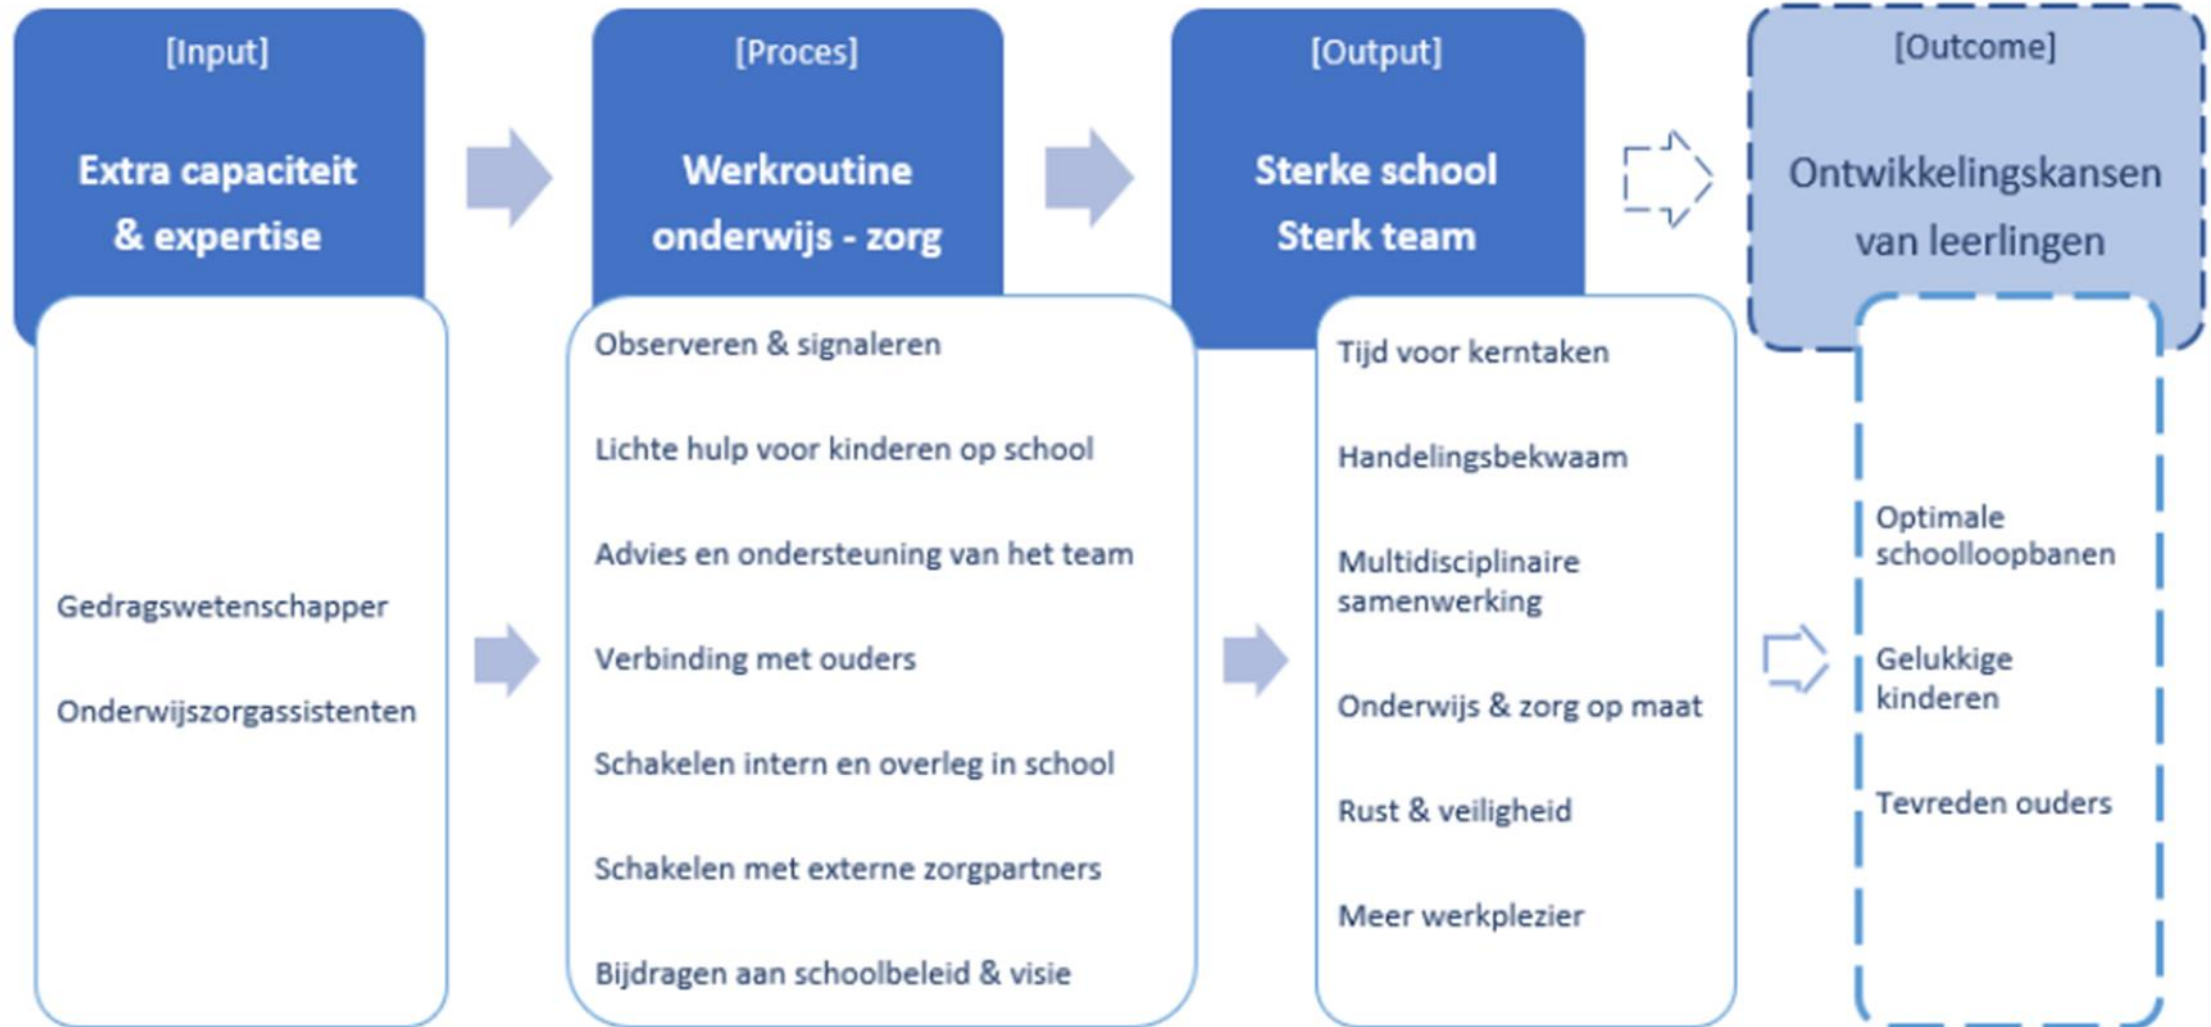 [Input]
Extra capaciteit
& expertise
Gedragswetenschapper
Onderwijszorgassistenten
[Proces]
Werkroutine
onderwijs - zorg
Observeren & signaleren
Lichte hulp voor kinderen op school
Advies en ondersteuning van het team
Verbinding met ouders
Schakelen intern en overleg in school
Schakelen met externe zorgpartners
Bijdragen aan schoolbeleid & visie
[Output]
Sterke school
Sterk team
Tijd voor kerntaken
Handelingsbekwaam
Multidisciplinaire
samenwerking
Onderwijs & zorg op maat
Rust & veiligheid
Meer werkplezier
[Outcome]
Ontwikkelingskansen
van leerlingen
Optimale
schoolloopbanen
Gelukkige
kinderen
Tevreden ouders